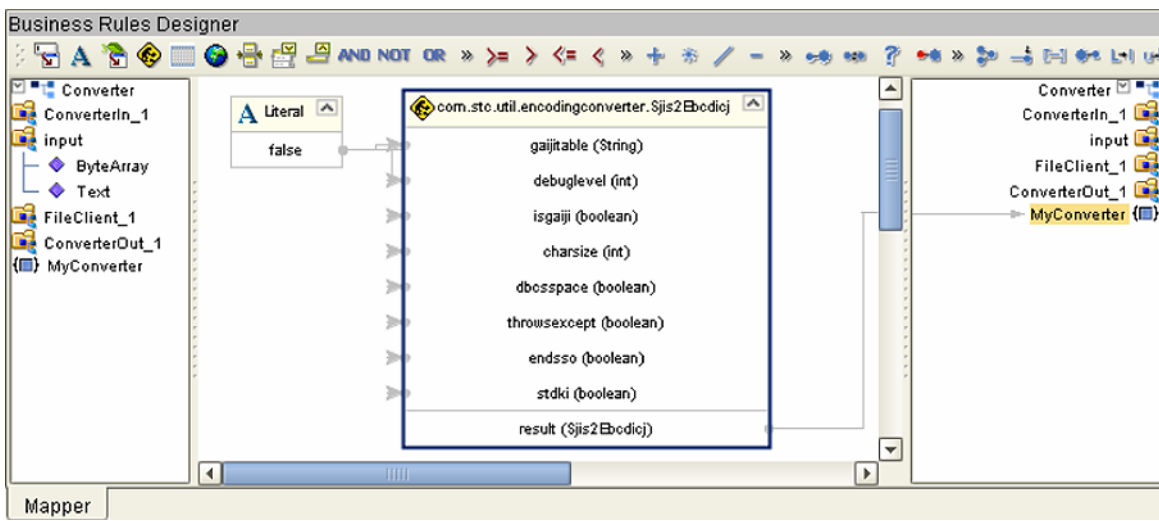 Business Rules Designer
A AND NOT OR » >= > <= < » + * / - » ? » 
Converter
ConverterIn_1
input
ByteArray
Text
FileClient_1
ConverterOut_1
{ } MyConverter
A Literal
false
com.stc.util.encodingconverter.Sjis2Ebcdicj
gaijitable (String)
debuglevel (int)
isgaiji (boolean)
charsize (int)
dbcsspace (boolean)
throwsexcept (boolean)
endsso (boolean)
stdki (boolean)
result (Sjis2Ebcdicj)
Converter
ConverterIn_1
input
FileClient_1
ConverterOut_1
MyConverter { }
Mapper